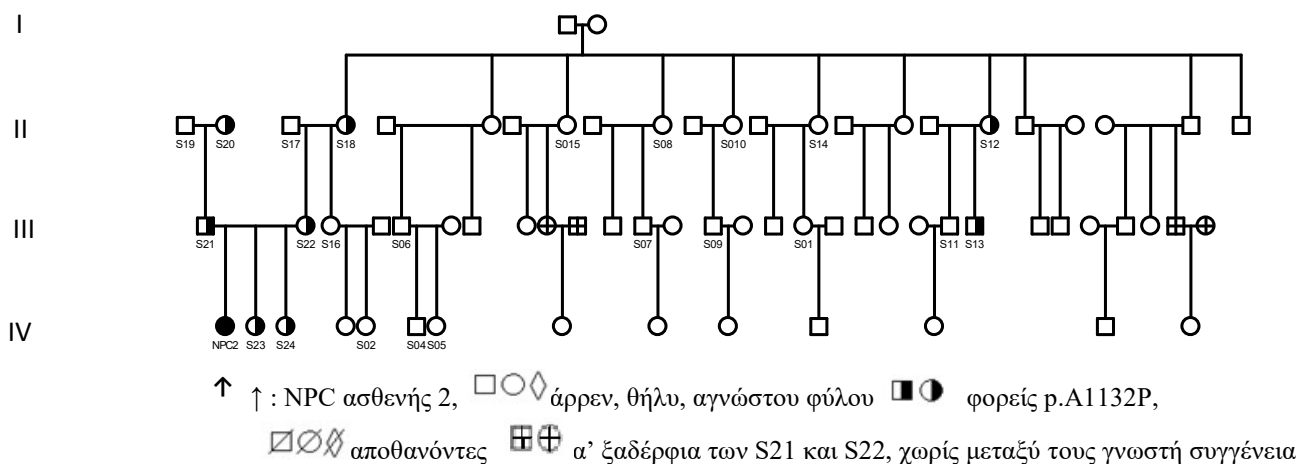 I
II
S19 S20 S17 S18 S015 S08 S010 S14 S12
III
S21 S22 S16 S06 S07 S09 S01 S11 S13
IV
NPC2 S23 S24 S02 S04 S05
↑ ↑ : NPC ασθενής 2, άρρεν, θήλυ, αγνώστου φύλου φορείς p.A1132P,
αποθανόντες α’ ξαδέρφια των S21 και S22, χωρίς μεταξύ τους γνωστή συγγένεια